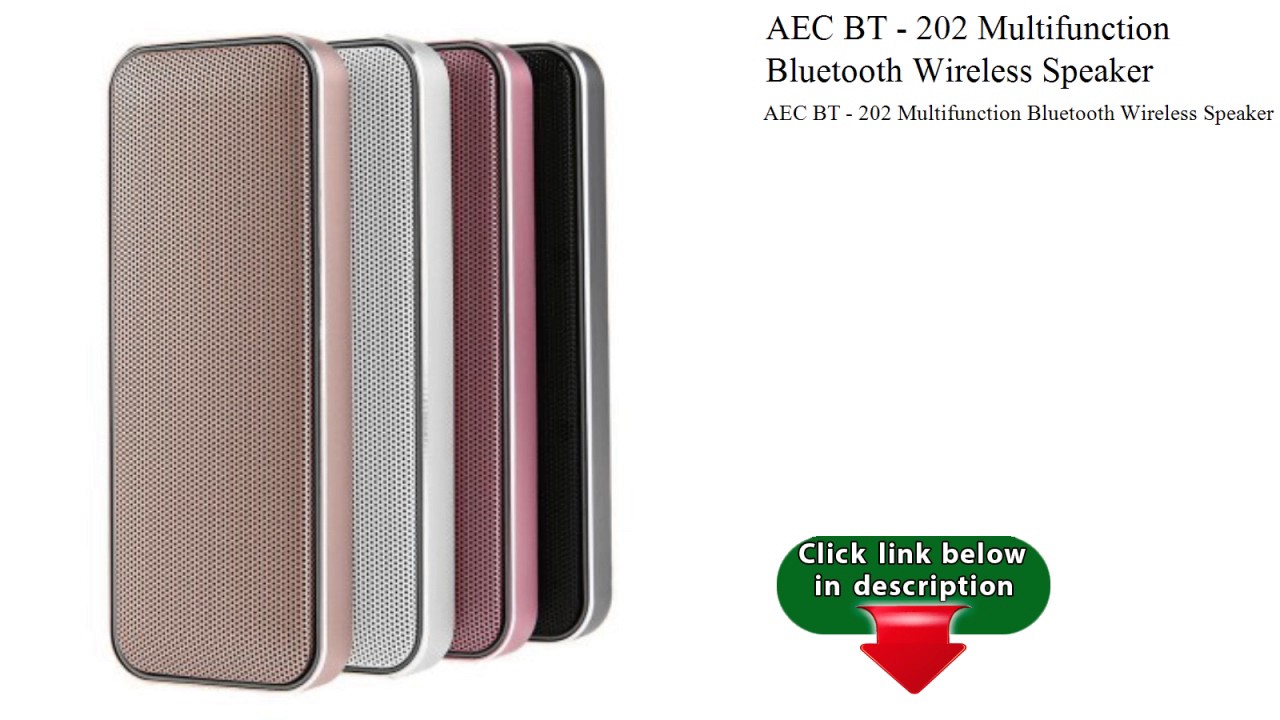 AEC BT - 202 Multifunction
Bluetooth Wireless Speaker
AEC BT - 202 Multifunction Bluetooth Wireless Speaker
Click link below
in description